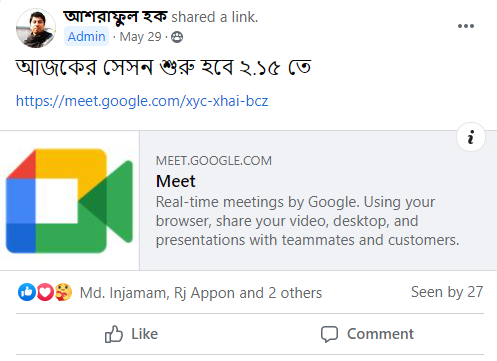 আশরাফুল হক shared a link.
Admin · May 29 ·
আজকের সেসন শুরু হবে ২.১৫ তে
https://meet.google.com/xyc-xhai-bcz
MEET.GOOGLE.COM
Meet
Real-time meetings by Google. Using your
browser, share your video, desktop, and
presentations with teammates and customers.
Md. Injamam, Rj Appon and 2 others
Seen by 27
Like
Comment